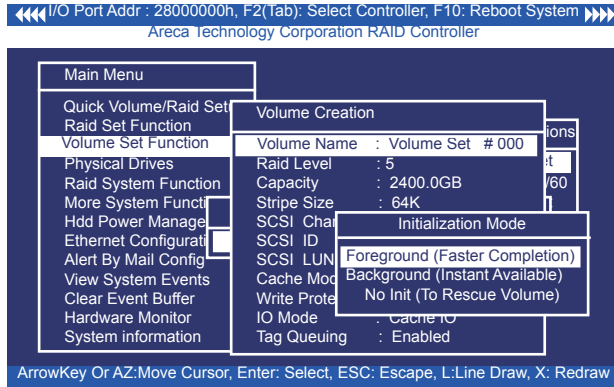 I/O Port Addr : 28000000h, F2(Tab): Select Controller, F10: Reboot System
Areca Technology Corporation RAID Controller
Main Menu
Quick Volume/Raid Set
Raid Set Function
Volume Set Function
Physical Drives
Raid System Function
More System Functi
Hdd Power Manage
Ethernet Configurati
Alert By Mail Config
View System Events
Clear Event Buffer
Hardware Monitor
System information
Volume Creation
Volume Name : Volume Set # 000
Raid Level : 5
Capacity : 2400.0GB
Stripe Size : 64K
SCSI Chan
SCSI ID
SCSI LUN
Cache Mod
Write Prote
IO Mode : Cache IO
Tag Queuing : Enabled
ions
/60
Initialization Mode
Foreground (Faster Completion)
Background (Instant Available)
No Init (To Rescue Volume)
ArrowKey Or AZ:Move Cursor, Enter: Select, ESC: Escape, L:Line Draw, X: Redraw